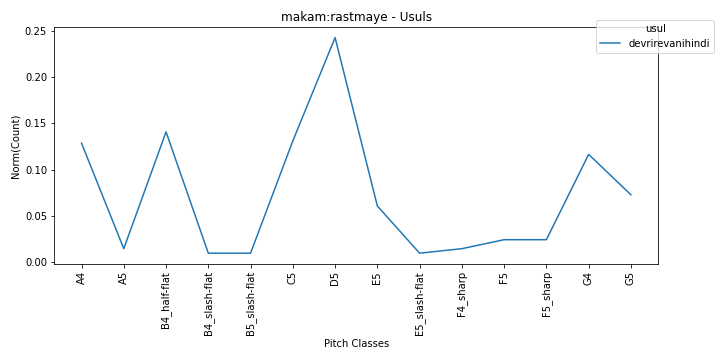 makam:rastmaye - Usuls
usul
devrirevanihindi
Norm(Count)
0.25
0.20
0.15
0.10
0.05
0.00
A4
A5
B4_half-flat
B4_slash-flat
B5_slash-flat
C5
D5
E5
E5_slash-flat
F4_sharp
F5
F5_sharp
G4
G5
Pitch Classes